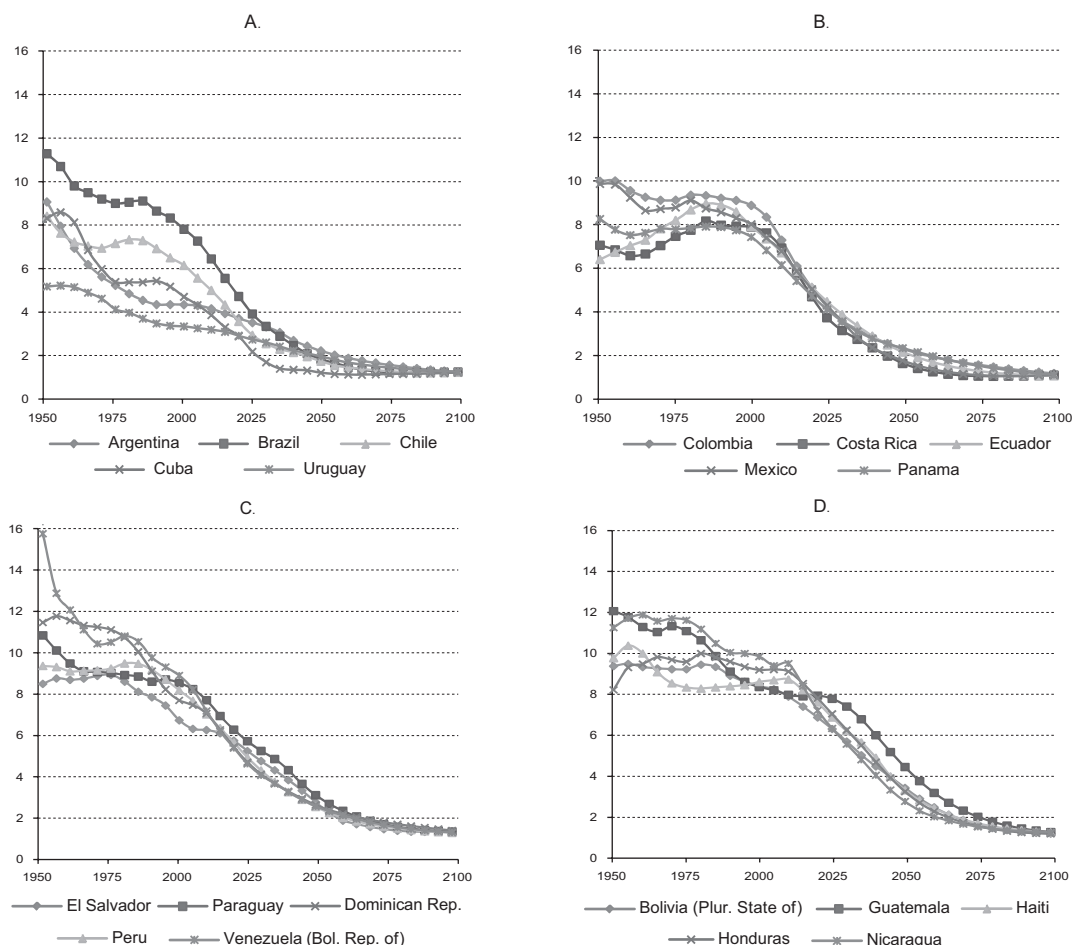 A.
16
14
12
10
8
6
4
2
0
1950 1975 2000 2025 2050 2075 2100
Argentina Brazil Chile
Cuba Uruguay
B.
16
14
12
10
8
6
4
2
0
1950 1975 2000 2025 2050 2075 2100
Colombia Costa Rica Ecuador
Mexico Panama
C.
16
14
12
10
8
6
4
2
0
1950 1975 2000 2025 2050 2075 2100
El Salvador Paraguay Dominican Rep.
Peru Venezuela (Bol. Rep. of)
D.
16
14
12
10
8
6
4
2
0
1950 1975 2000 2025 2050 2075 2100
Bolivia (Plur. State of) Guatemala Haiti
Honduras Nicaragua